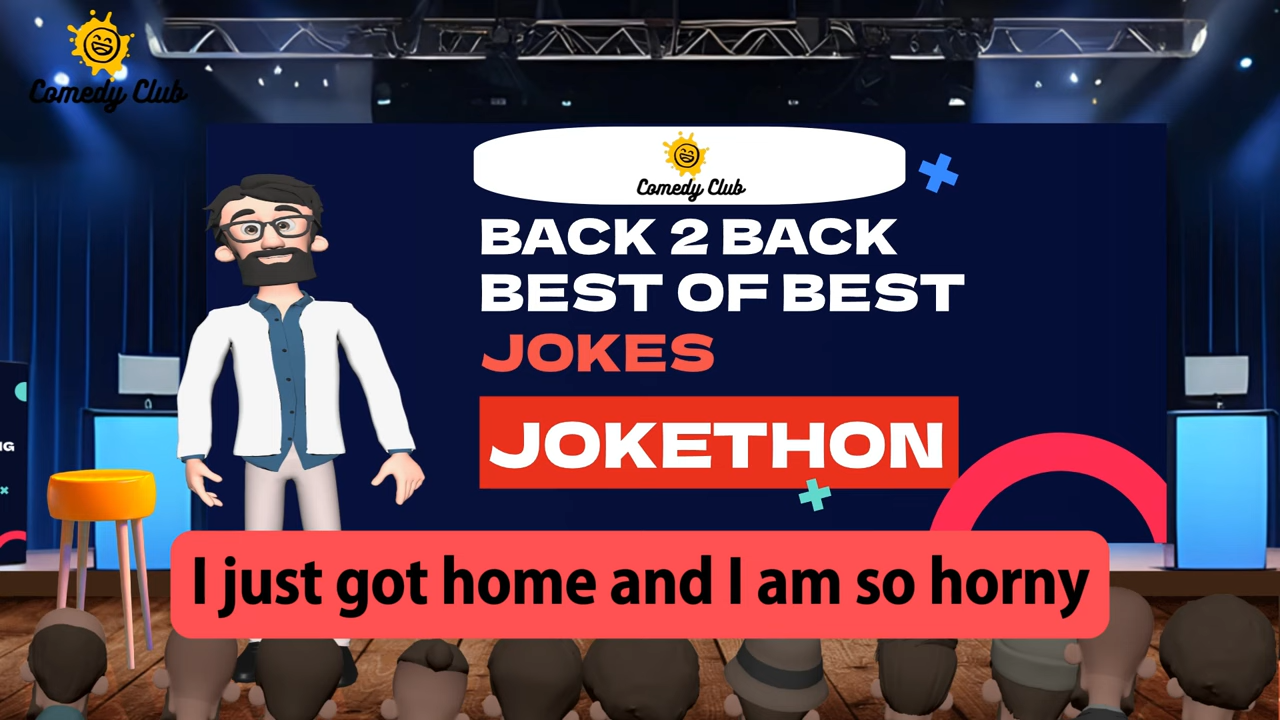 Comedy Club
Comedy Club
BACK 2 BACK
BEST OF BEST
JOKES
JOKETHON
I just got home and I am so horny